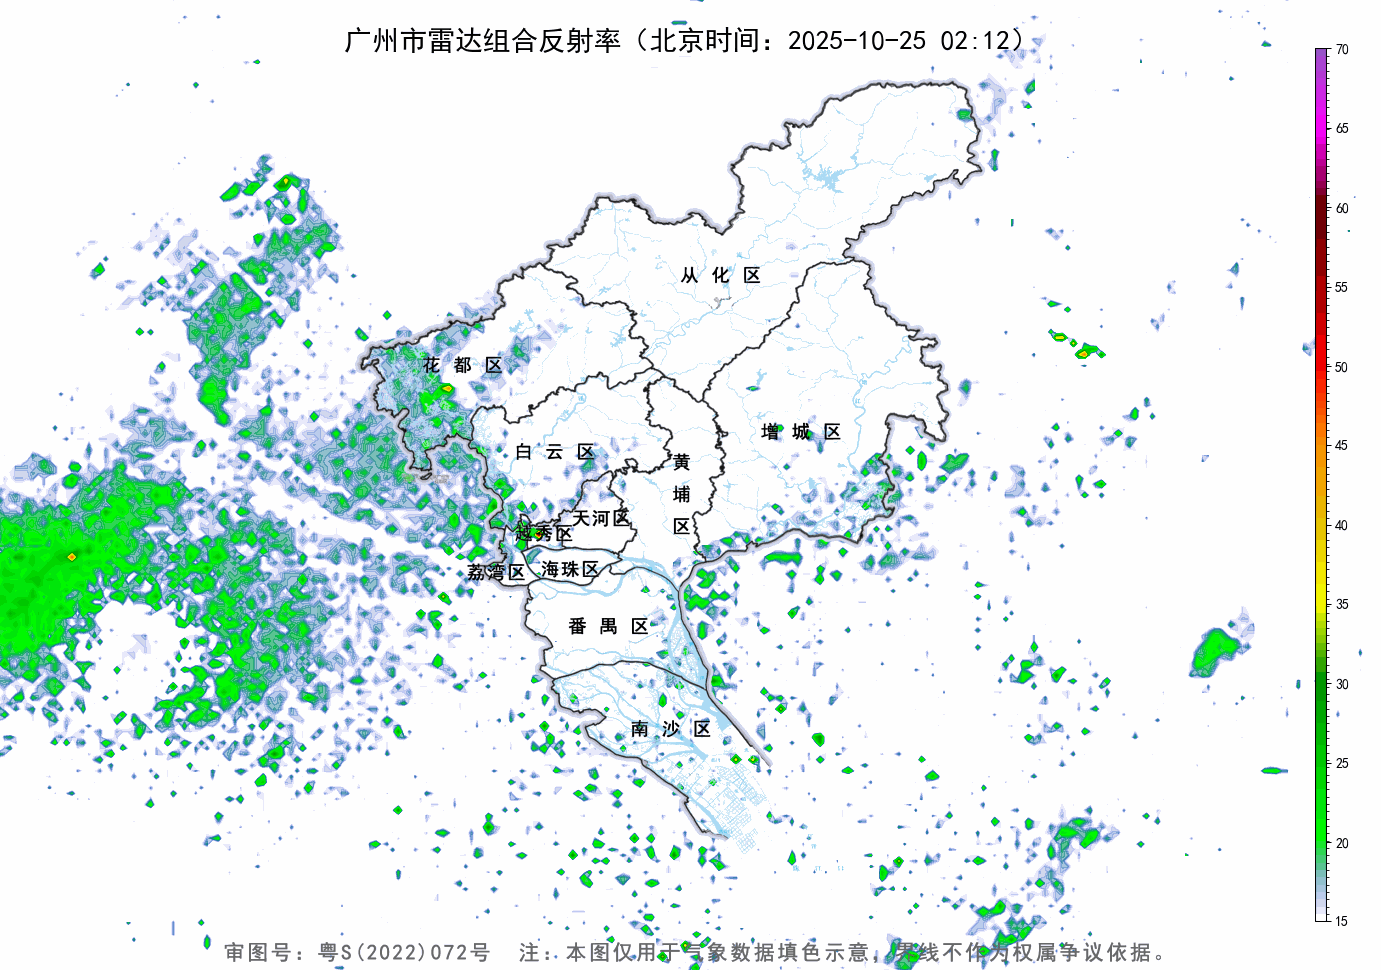 广州市雷达组合反射率（北京时间：2025-10-25 02:12）
70
65
60
55
50
45
40
35
30
25
20
15
从化区
花都区
增城区
白云区
黄埔区
天河区
越秀区
海珠区
荔湾区
番禺区
南沙区
审图号：粤S(2022)072号 注：本图仅用于气象数据填色示意，界线不作为权属争议依据。